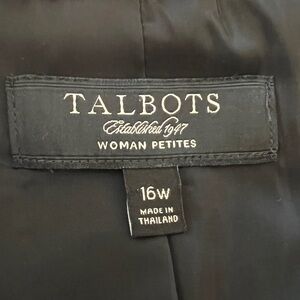 TALBOTS
Established 1947
WOMAN PETITES
16W
MADE IN
THAILAND